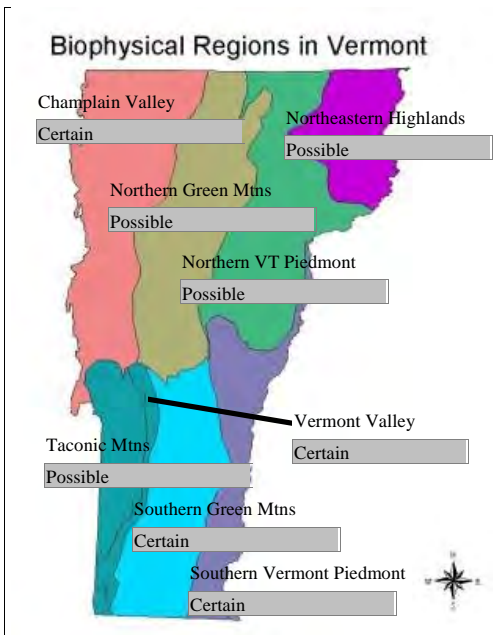 Biophysical Regions in Vermont
Champlain Valley
Certain
Northeastern Highlands
Possible
Northern Green Mtns
Possible
Northern VT Piedmont
Possible
Vermont Valley
Certain
Taconic Mtns
Possible
Southern Green Mtns
Certain
Southern Vermont Piedmont
Certain